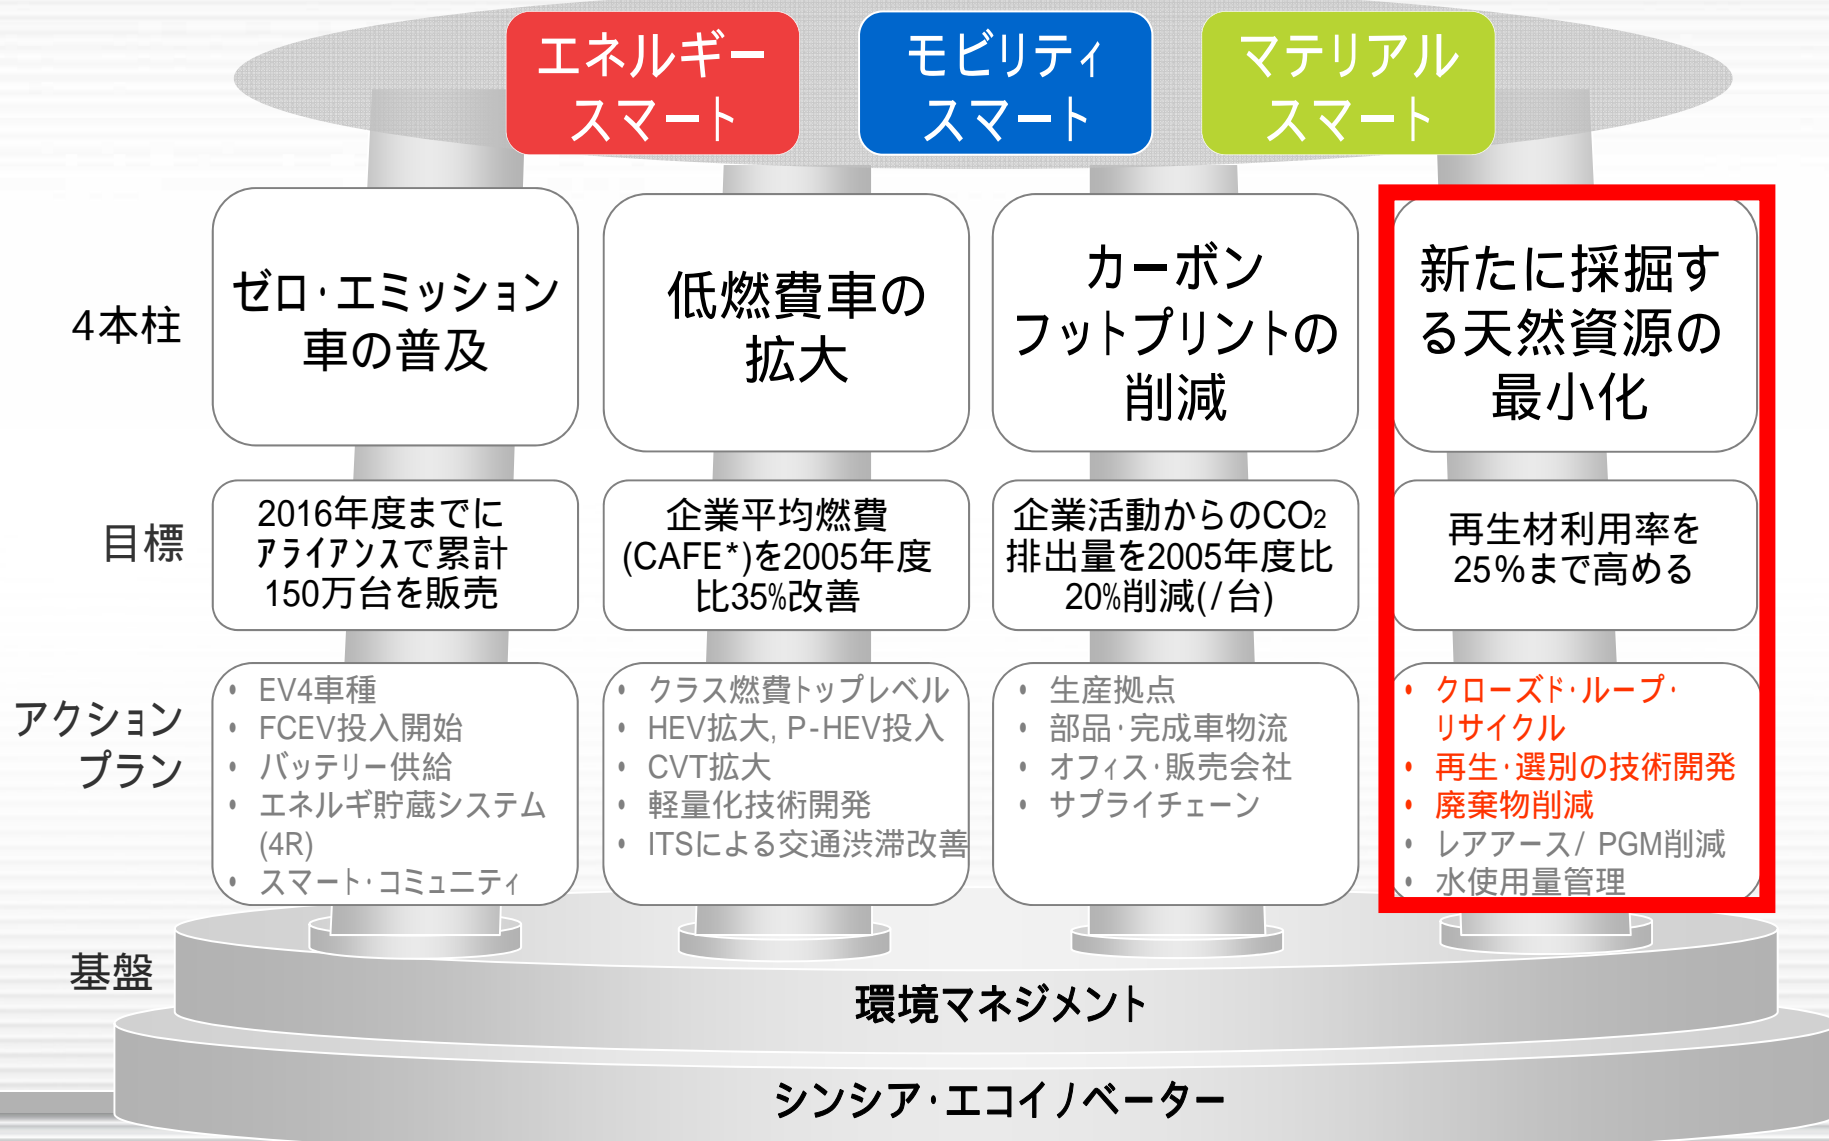 エネルギー
スマート
モビリティ
スマート
マテリアル
スマート
4本柱
ゼロ・エミッション
車の普及
低燃費車の
拡大
カーボン
フットプリントの
削減
新たに採掘す
る天然資源の
最小化
目標
2016年度までに
アライアンスで累計
150万台を販売
企業平均燃費
(CAFE*)を2005年度
比35%改善
企業活動からのCO2
排出量を2005年度比
20%削減(/台)
再生材利用率を
25%まで高める
アクション
プラン
• EV4車種
• FCEV投入開始
• バッテリー供給
• エネルギ貯蔵システム
(4R)
• スマート・コミュニティ
• クラス燃費トップレベル
• HEV拡大, P-HEV投入
• CVT拡大
• 軽量化技術開発
• ITSによる交通渋滞改善
• 生産拠点
• 部品・完成車物流
• オフィス・販売会社
• サプライチェーン
• クローズド・ループ・
リサイクル
• 再生・選別の技術開発
• 廃棄物削減
• レアアース/ PGM削減
• 水使用量管理
基盤
環境マネジメント
シンシア・エコイノベーター